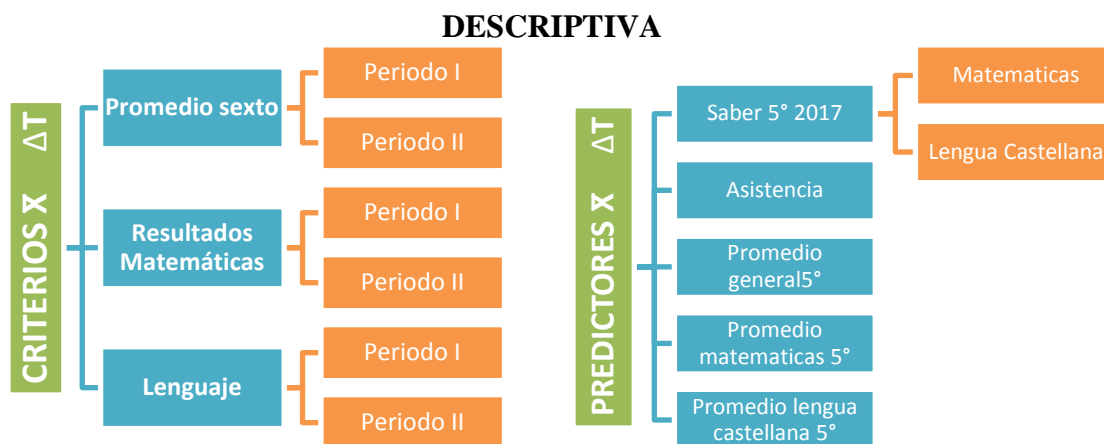 DESCRIPTIVA
CRITERIOS X̄ ΔT
Promedio sexto
Periodo I
Periodo II
Resultados
Matemáticas
Periodo I
Periodo II
Lenguaje
Periodo I
Periodo II
PREDICTORES X̄ ΔT
Saber 5° 2017
Matematicas
Lengua Castellana
Asistencia
Promedio
general5°
Promedio
matematicas 5°
Promedio lengua
castellana 5°